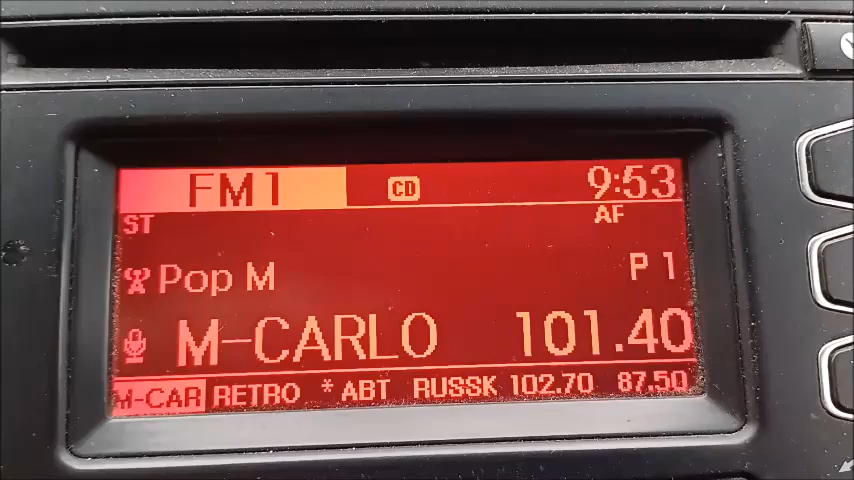 FM1 CD 9:53
ST AF
Pop M P 1
M-CARLO 101.40
M-CAR RETRO * ABT RUSSK 102.70 87.50